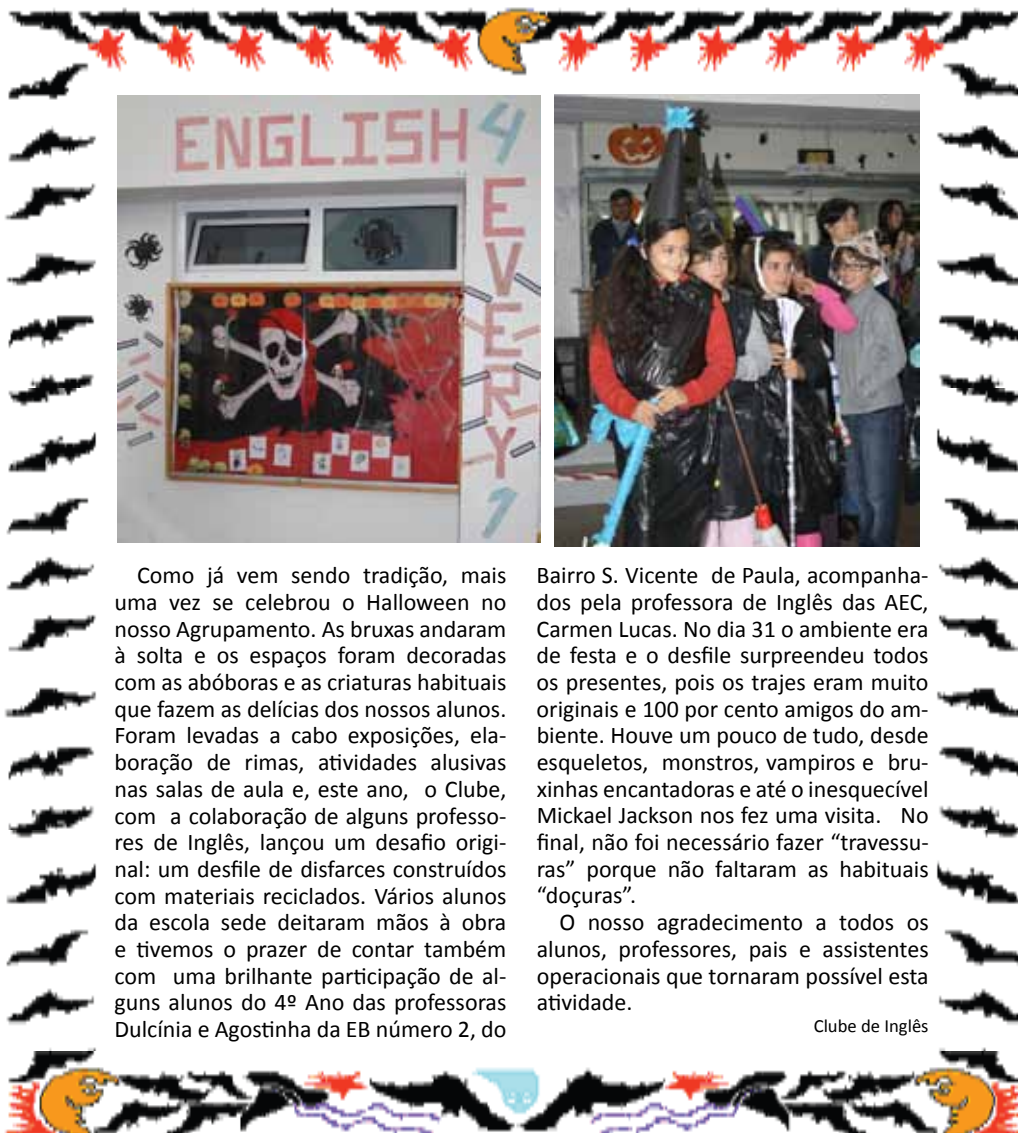 ENGLISH 4
EVERY1
Como já vem sendo tradição, mais
uma vez se celebrou o Halloween no
nosso Agrupamento. As bruxas andaram
à solta e os espaços foram decoradas
com as abóboras e as criaturas habituais
que fazem as delícias dos nossos alunos.
Foram levadas a cabo exposições, ela-
boração de rimas, atividades alusivas
nas salas de aula e, este ano, o Clube,
com a colaboração de alguns professo-
res de Inglês, lançou um desafio origi-
nal: um desfile de disfarces construídos
com materiais reciclados. Vários alunos
da escola sede deitaram mãos à obra
e tivemos o prazer de contar também
com uma brilhante participação de al-
guns alunos do 4º Ano das professoras
Dulcínia e Agostinha da EB número 2, do
Bairro S. Vicente de Paula, acompanha-
dos pela professora de Inglês das AEC,
Carmen Lucas. No dia 31 o ambiente era
de festa e o desfile surpreendeu todos
os presentes, pois os trajes eram muito
originais e 100 por cento amigos do am-
biente. Houve um pouco de tudo, desde
esqueletos, monstros, vampiros e bru-
xinhas encantadoras e até o inesquecível
Mickael Jackson nos fez uma visita. No
final, não foi necessário fazer “travessu-
ras” porque não faltaram as habituais
“doçuras”.
O nosso agradecimento a todos os
alunos, professores, pais e assistentes
operacionais que tornaram possível esta
atividade.
Clube de Inglês